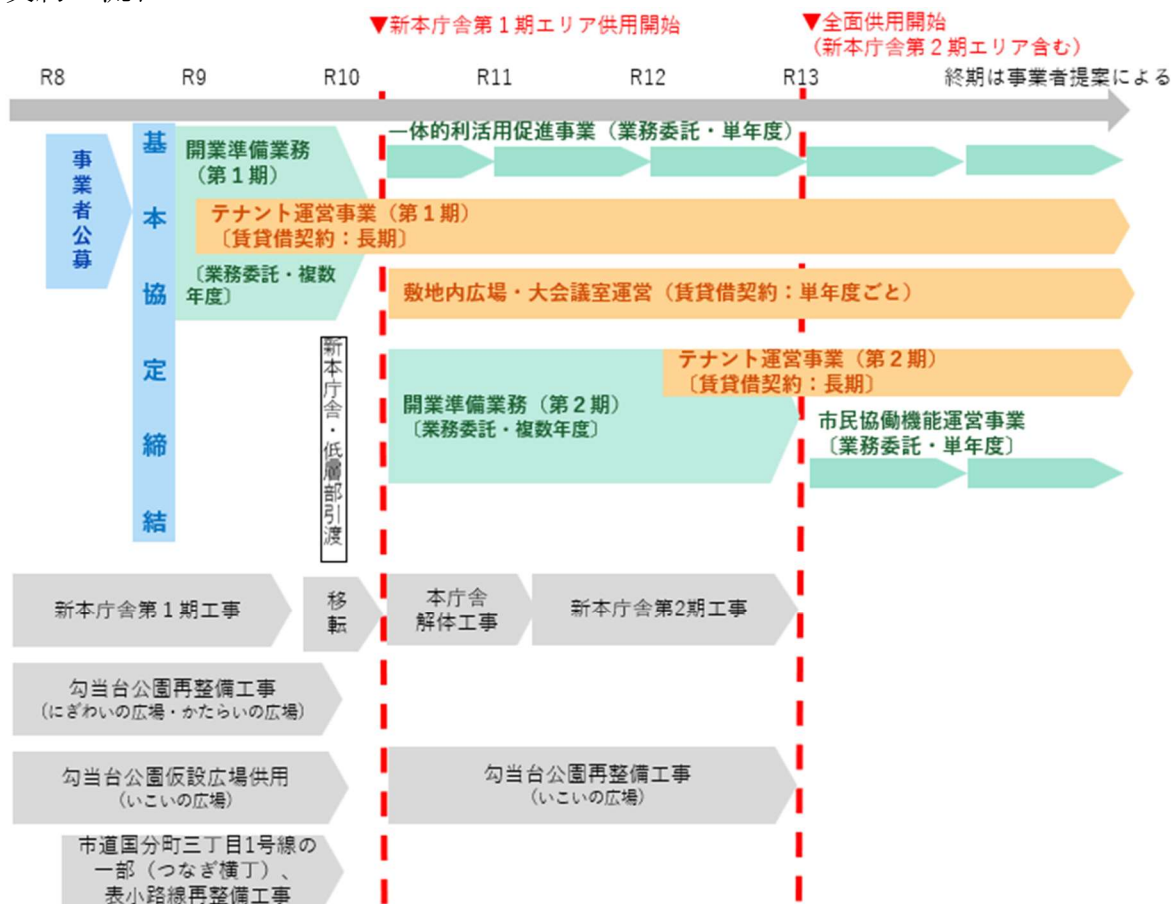 ▼新本庁舎第1期エリア供用開始
▼全面供用開始
(新本庁舎第2期エリア含む)
R8
R9
R10
R11
R12
R13
終期は事業者提案による
事業者公募
基本協定締結
開業準備業務
(第1期)
〔業務委託・複数
年度〕
一体的利活用促進事業(業務委託・単年度)
テナント運営事業(第1期)
〔賃貸借契約:長期〕
敷地内広場・大会議室運営(賃貸借契約:単年度ごと)
新本庁舎・低層部引渡
開業準備業務(第2期)
〔業務委託・複数年度〕
テナント運営事業(第2期)
〔賃貸借契約:長期〕
市民協働機能運営事業
〔業務委託・単年度〕
新本庁舎第1期工事
移転
本庁舎
解体工事
新本庁舎第2期工事
勾当台公園再整備工事
(にぎわいの広場・かたらいの広場)
勾当台公園仮設広場供用
(いこいの広場)
勾当台公園再整備工事
(いこいの広場)
市道国分町三丁目1号線の
一部(つなぎ横丁)、
表小路線再整備工事